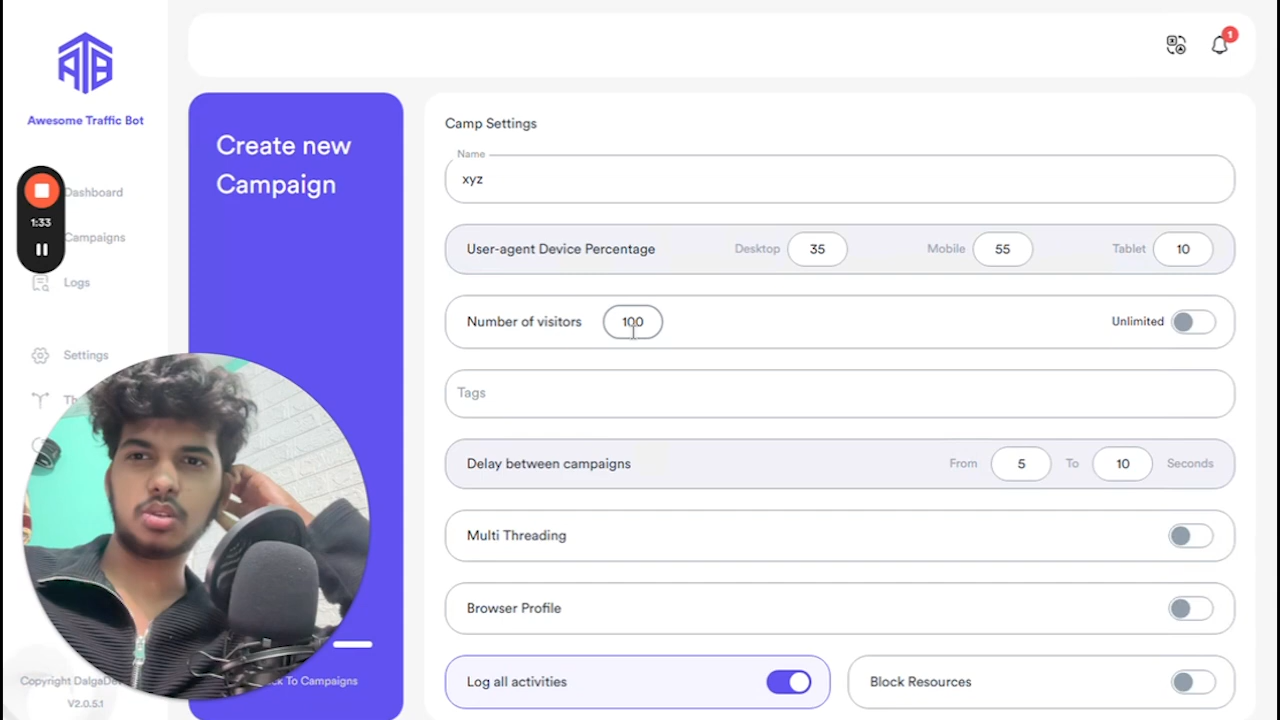 ATB
Awesome Traffic Bot
1:33
Dashboard
Campaigns
Logs
Settings
Th
Copyright DalgaDev
V2.0.5.1
Create new
Campaign
ck To Campaigns
1
Camp Settings
Name
xyz
User-agent Device Percentage Desktop 35 Mobile 55 Tablet 10
Number of visitors 100 Unlimited
Tags
Delay between campaigns From 5 To 10 Seconds
Multi Threading
Browser Profile
Log all activities Block Resources